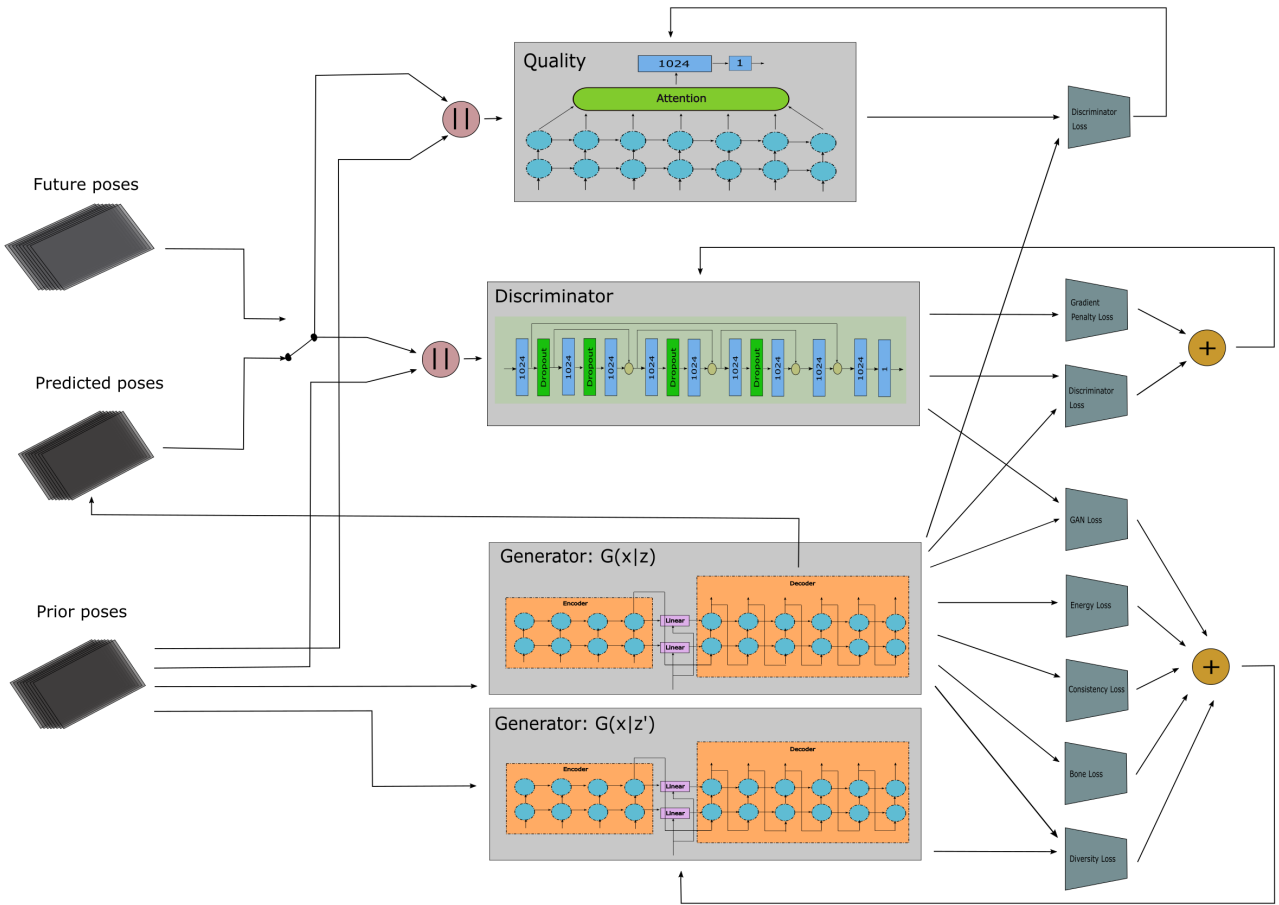 Quality
1024
1
Attention
||
Discriminator
Loss
Future poses
Discriminator
1024
Dropout
1024
Dropout
1024
1024
Dropout
1024
1024
Dropout
1024
1024
1024
1
Gradient
Penalty Loss
+
||
Predicted poses
Discriminator
Loss
GAN Loss
Generator: G(x|z)
Encoder
Decoder
Linear
Linear
Energy Loss
Prior poses
+
Consistency Loss
Generator: G(x|z')
Encoder
Decoder
Linear
Linear
Bone Loss
Diversity Loss